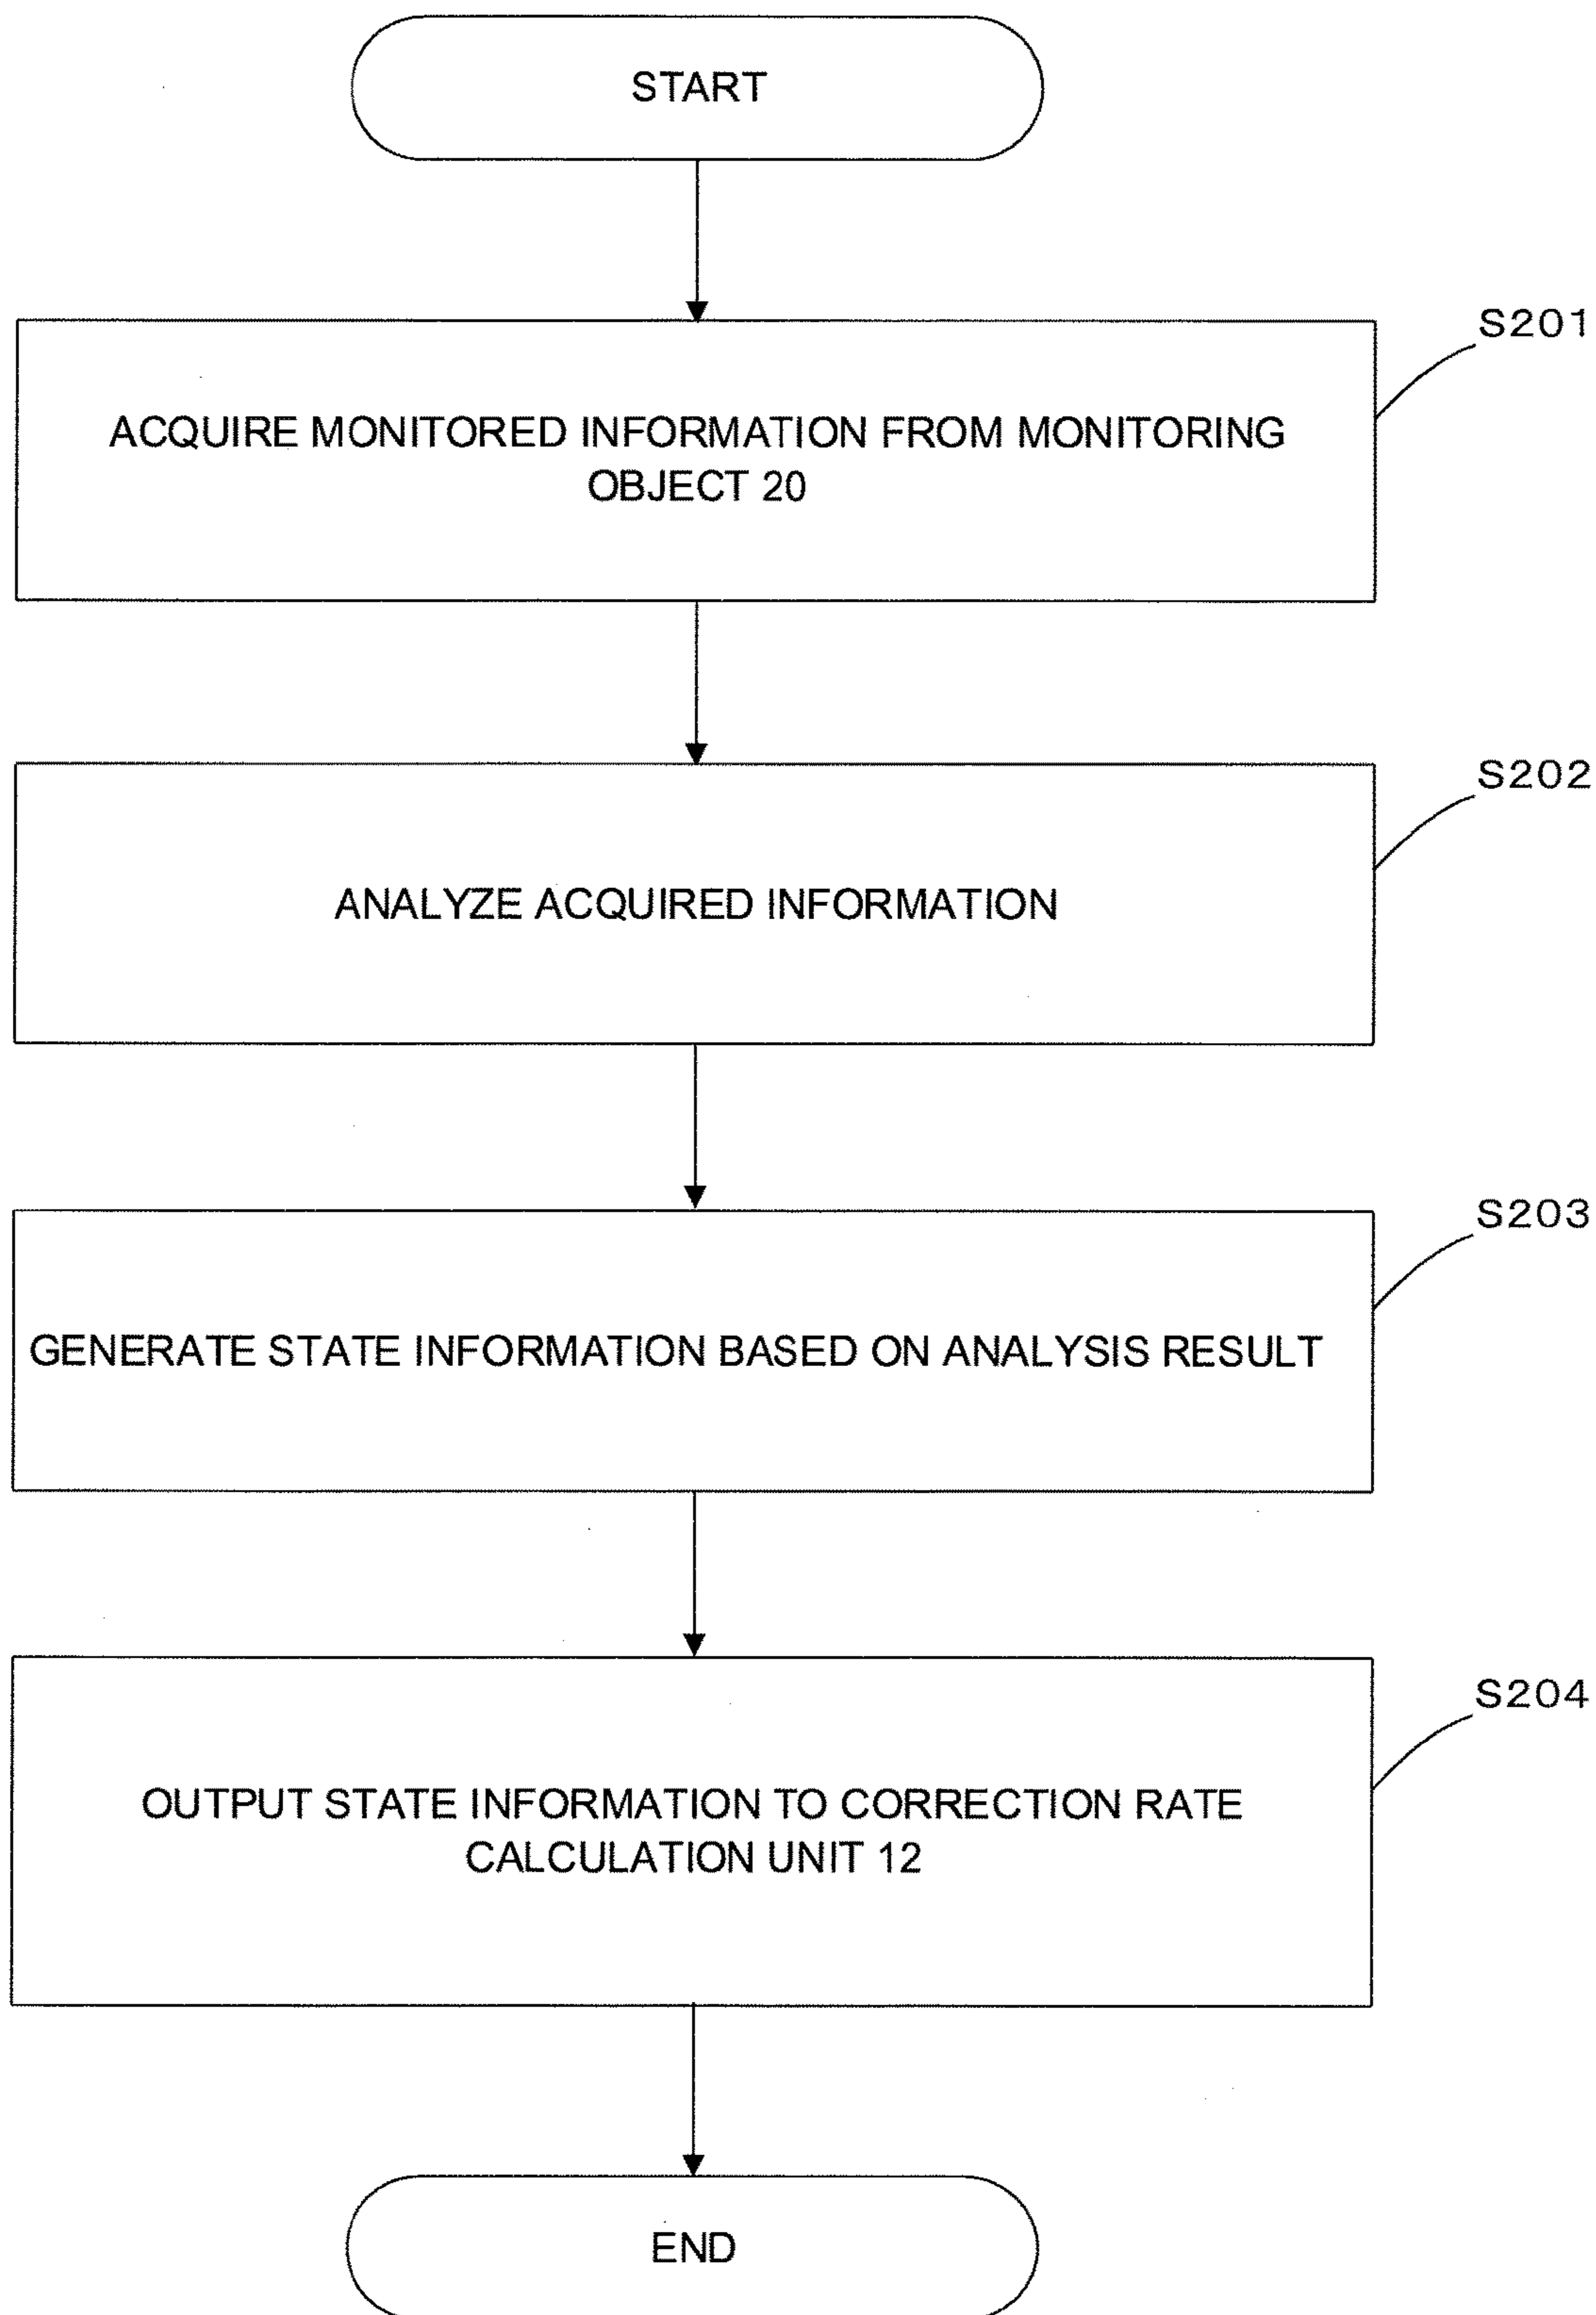 START
S201
ACQUIRE MONITORED INFORMATION FROM MONITORING
OBJECT 20
S202
ANALYZE ACQUIRED INFORMATION
S203
GENERATE STATE INFORMATION BASED ON ANALYSIS RESULT
S204
OUTPUT STATE INFORMATION TO CORRECTION RATE
CALCULATION UNIT 12
END